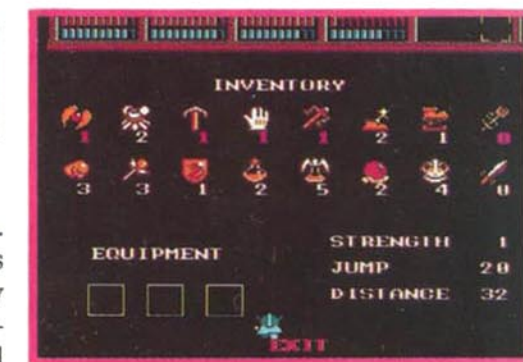 INVENTORY
1 2 1 1 1 2 1 0
3 3 1 2 5 2 4 0
STRENGTH 1
EQUIPMENT
JUMP 20
DISTANCE 32
EXIT